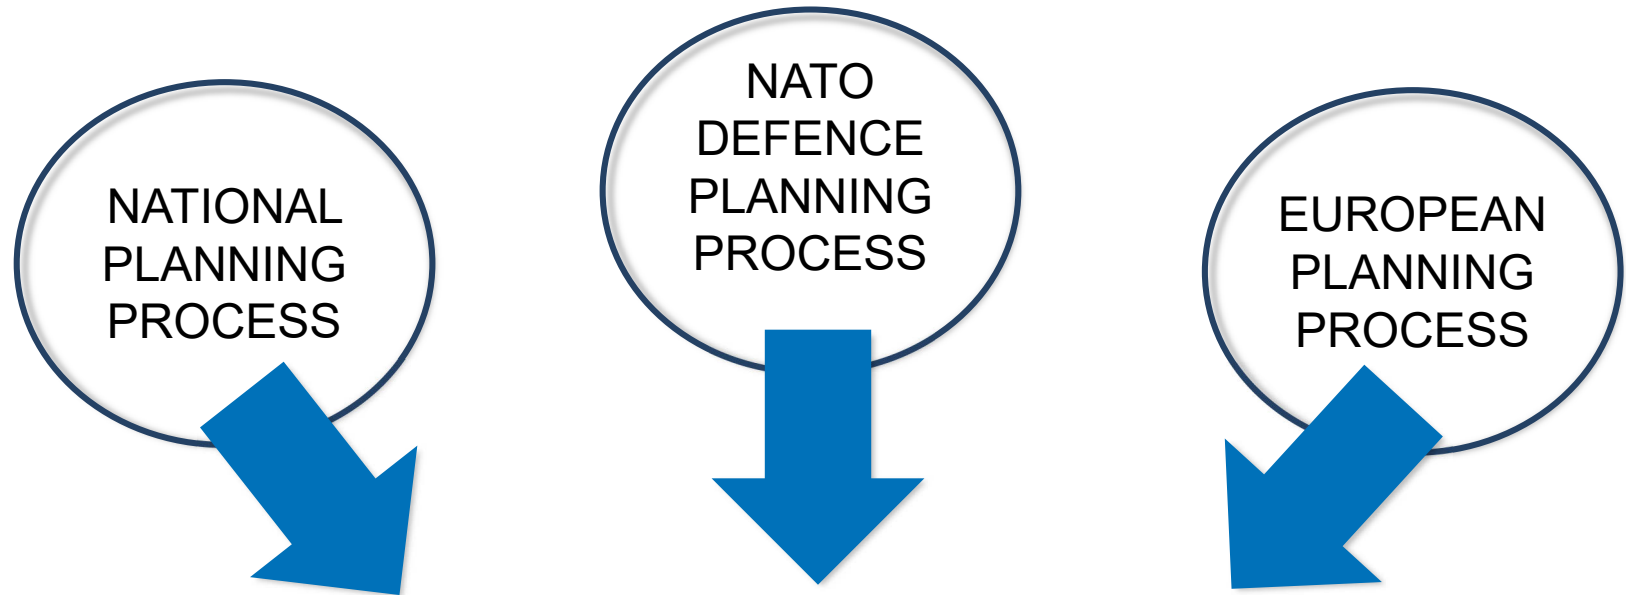 NATIONAL
PLANNING
PROCESS
NATO
DEFENCE
PLANNING
PROCESS
EUROPEAN
PLANNING
PROCESS